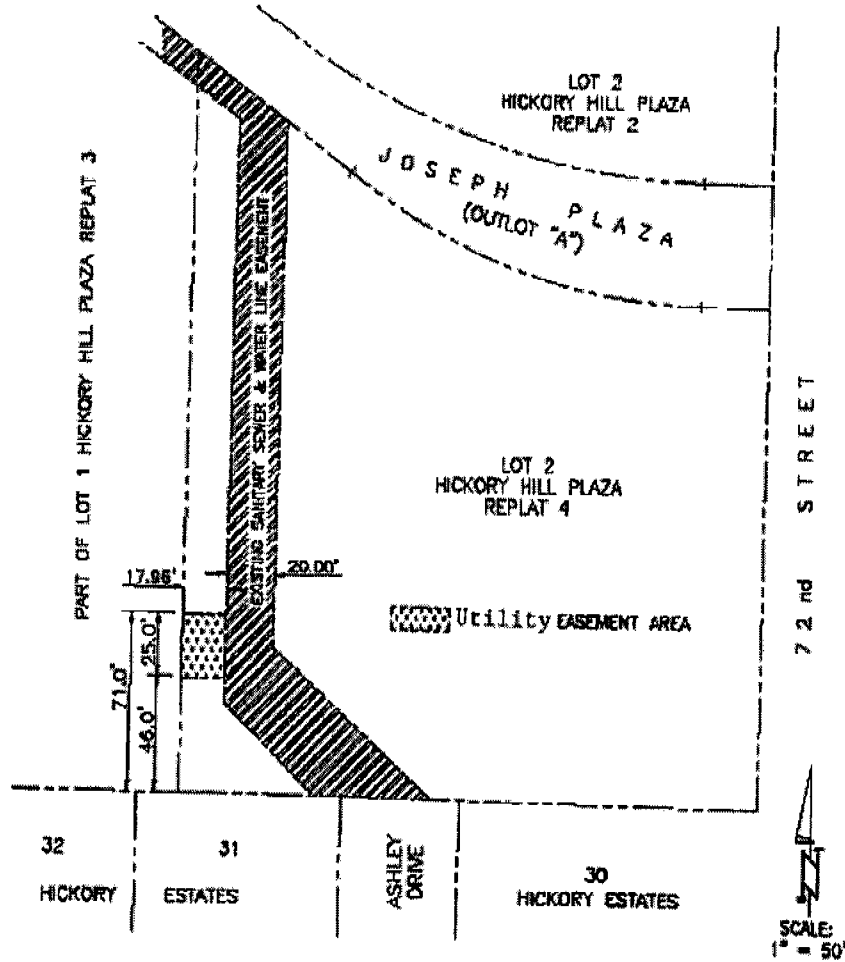 LOT 2
HICKORY HILL PLAZA
REPLAT 2
JOSEPH PLAZA
(OUTLOT "A")
PART OF LOT 1 HICKORY HILL PLAZA REPLAT 3
EXISTING SANITARY SEWER & WATER LINE EASEMENT
72nd STREET
LOT 2
HICKORY HILL PLAZA
REPLAT 4
17.96'
20.00'
Utility EASEMENT AREA
71.0'
25.0'
46.0'
32
31
HICKORY ESTATES
ASHLEY
DRIVE
30
HICKORY ESTATES
SCALE:
1" = 50'